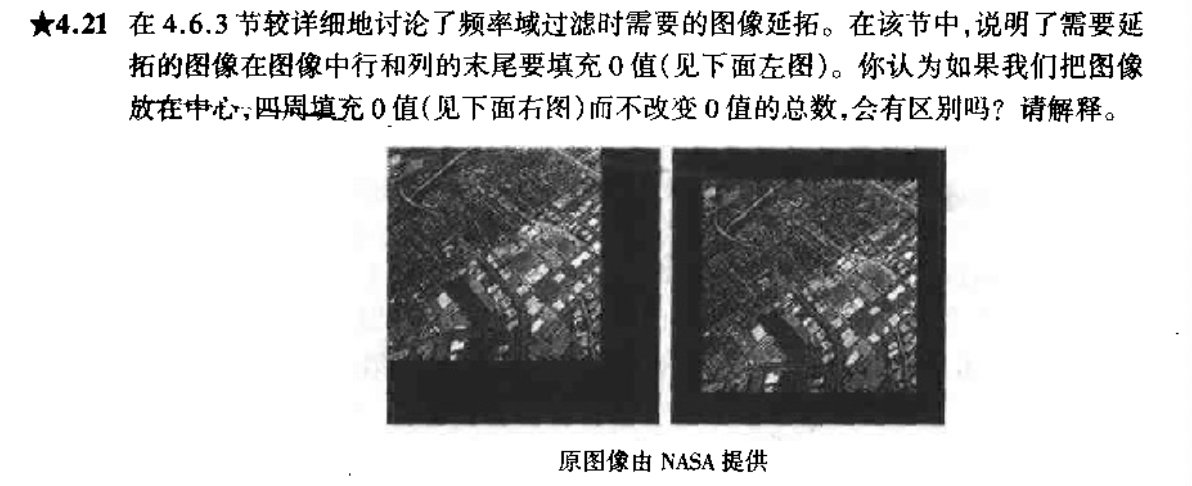 ★4.21 在 4.6.3 节较详细地讨论了频率域过滤时需要的图像延拓。在该节中,说明了需要延
拓的图像在图像中行和列的末尾要填充 0 值(见下面左图)。你认为如果我们把图像
放在中心,四周填充 0 值(见下面右图)而不改变 0 值的总数,会有区别吗? 请解释。
原图像由 NASA 提供